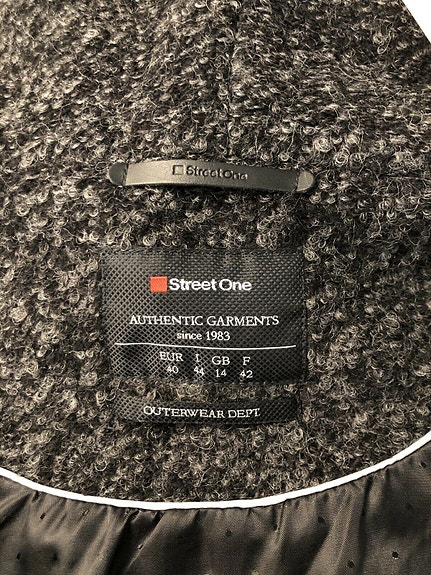 Street One
Street One
AUTHENTIC GARMENTS
since 1983
EUR I GB F
40 44 14 42
OUTERWEAR DEPT.